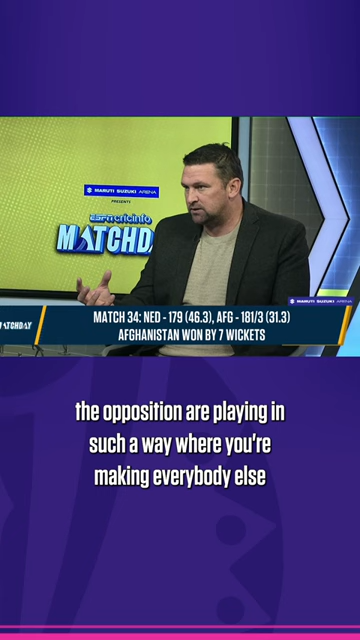 MARUTI SUZUKI ARENA
PRESENTS
ESPNcricinfo
MATCHDA
MARUTI SUZUKI ARENA
MATCHDAY
MATCH 34: NED - 179 (46.3), AFG - 181/3 (31.3)
AFGHANISTAN WON BY 7 WICKETS
the opposition are playing in
such a way where you're
making everybody else